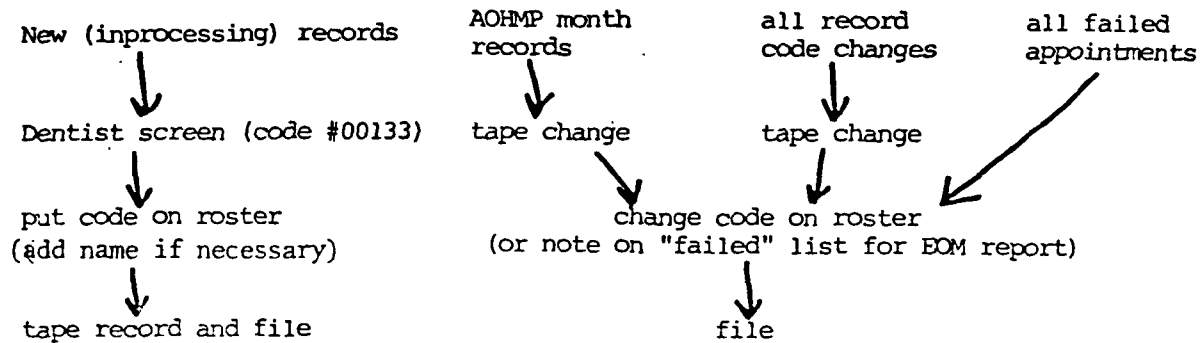 New (inprocessing) records
Dentist screen (code #00133)
put code on roster
(add name if necessary)
tape record and file
AOHMP month
records
tape change
all record
code changes
tape change
all failed
appointments
change code on roster
(or note on "failed" list for EOM report)
file